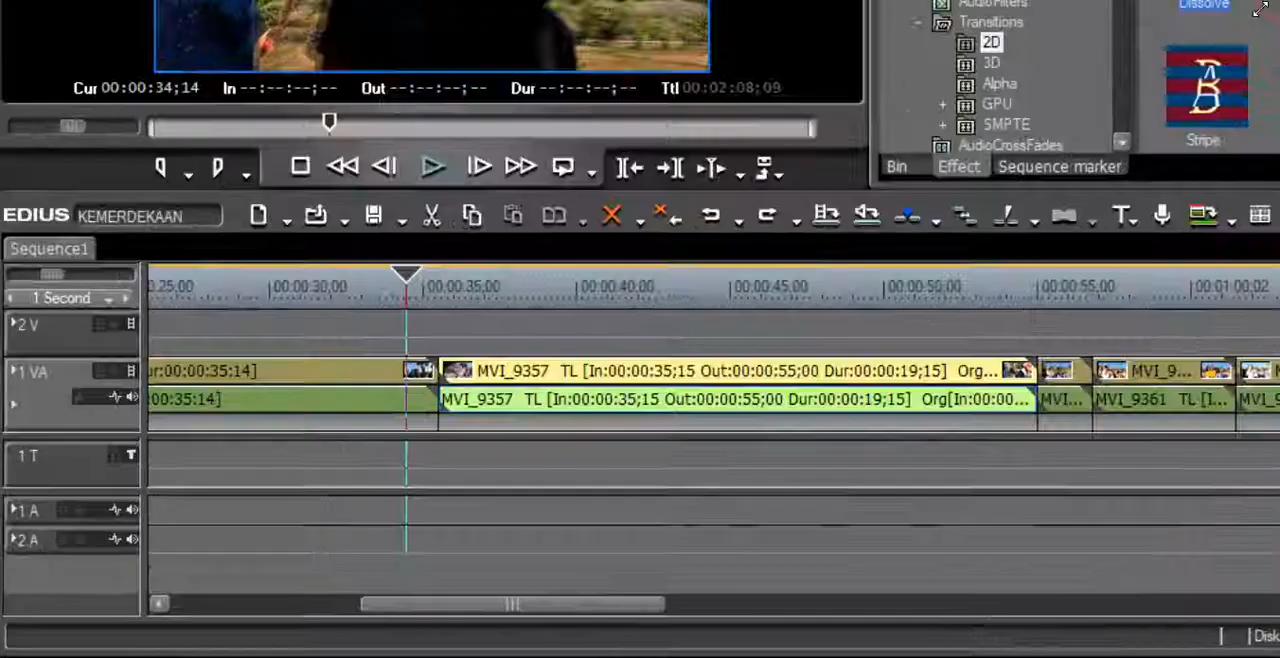 AudioFilters
Dissolve
Transitions
2D
3D
Alpha
GPU
SMPTE
AudioCrossFades
Stripe
Cur 00:00:34;14 In --:--:--;-- Out --:--:--;-- Dur --:--:--;-- Ttl 00:02:08;09
Bin Effect Sequence marker
EDIUS KEMERDEKAAN
Sequence1
1 Second
00:00:30;00 00:00:35;00 00:00:40;00 00:00:45;00 00:00:50;00 00:00:55;00 00:01:00;02
2 V
1 VA
ur:00:00:35:14]
MVI_9357 TL [In:00:00:35;15 Out:00:00:55;00 Dur:00:00:19;15] Org...
MVI_9...
:00:35:14]
MVI_9357 TL [In:00:00:35;15 Out:00:00:55;00 Dur:00:00:19;15] Org[In:00:00...
MVI...
MVI_9361 TL [I...
MVI_9
1 T
T
1 A
2 A
Disk